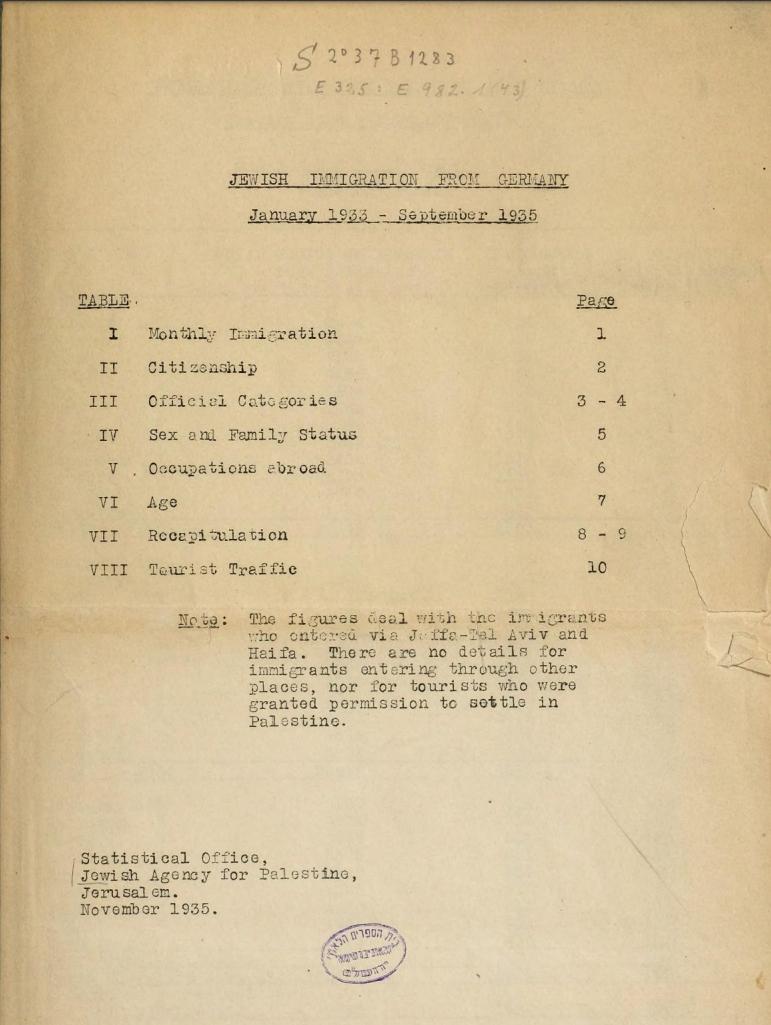 S 2° 37 B 1283
E 325: E 982. 1(43)
JEWISH IMMIGRATION FROM GERMANY
January 1933 - September 1935
TABLE. Page
I Monthly Immigration 1
II Citizenship 2
III Official Categories 3 - 4
IV Sex and Family Status 5
V Occupations abroad 6
VI Age 7
VII Recapitulation 8 - 9
VIII Tourist Traffic 10
Note: The figures deal with the immigrants
who entered via Jaffa-Tel Aviv and
Haifa. There are no details for
immigrants entering through other
places, nor for tourists who were
granted permission to settle in
Palestine.
Statistical Office,
Jewish Agency for Palestine,
Jerusalem.
November 1935.
בית הספרים הלאומי